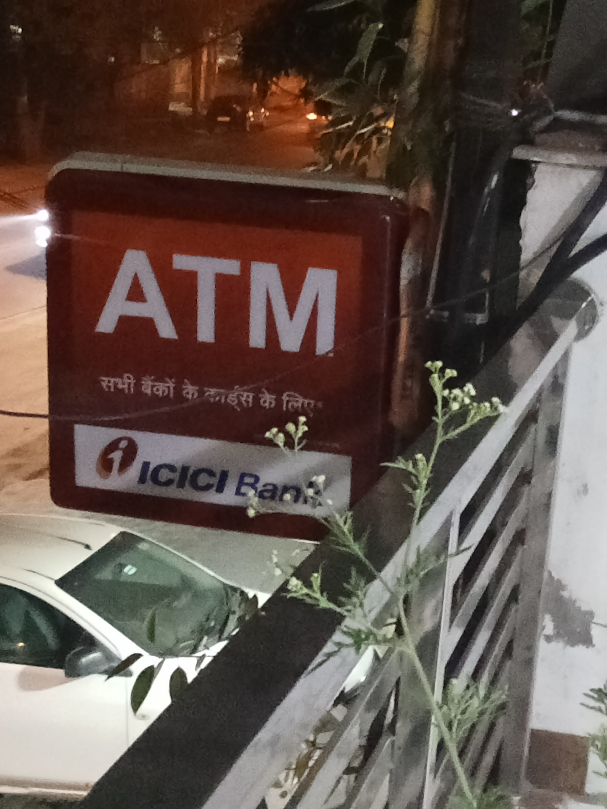 ATM
सभी बैंकों के कार्ड्स के लिए*
i ICICI Bank